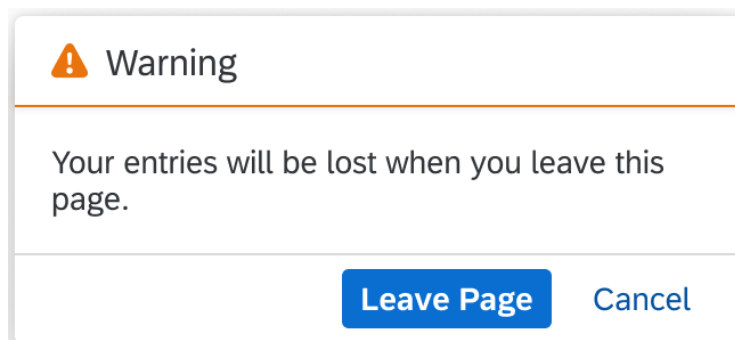 Warning
Your entries will be lost when you leave this
page.
Leave Page Cancel